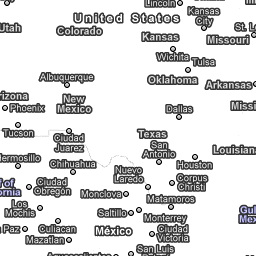 Lincoln
Kansas
City
United States
Utah
Colorado
Kansas
St. L
Missouri
Wichita
Tulsa
Albuquerque
Oklahoma
Arkansas
rizona
New
Mexico
Phoenix
Missi
Dallas
Tucson
Ciudad
Juarez
Texas
San
Antonio
Louisiana
Hermosillo
Chihuahua
Houston
Nuevo
Laredo
Corpus
Christi
f of
ornia
Ciudad
Obregón
Monclova
Los
Mochis
Matamoros
Saltillo
Monterrey
Gul
Mex
a Paz
Culiacan
Mazatlan
México
Ciudad
Victoria
San Luis